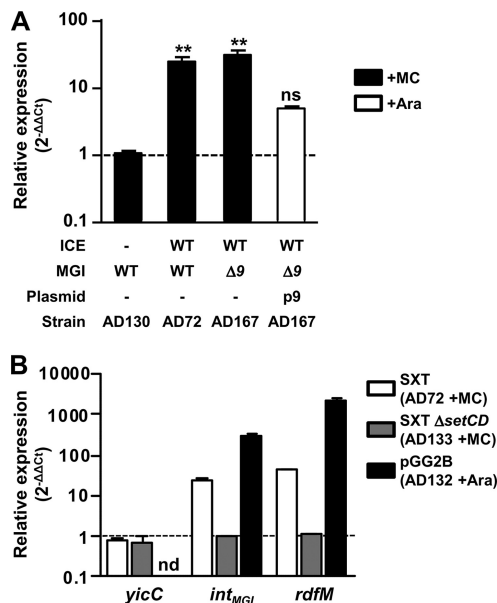 A
Relative expression
(2-ΔΔCt)
100
10
1
0.1
**
**
ns
+MC
+Ara
ICE - WT WT WT
MGI WT WT Δ9 Δ9
Plasmid - - - p9
Strain AD130 AD72 AD167 AD167
B
Relative expression
(2-ΔΔCt)
10000
1000
100
10
1
0.1
nd
yicC intMGI rdfM
SXT
(AD72 +MC)
SXT ΔsetCD
(AD133 +MC)
pGG2B
(AD132 +Ara)